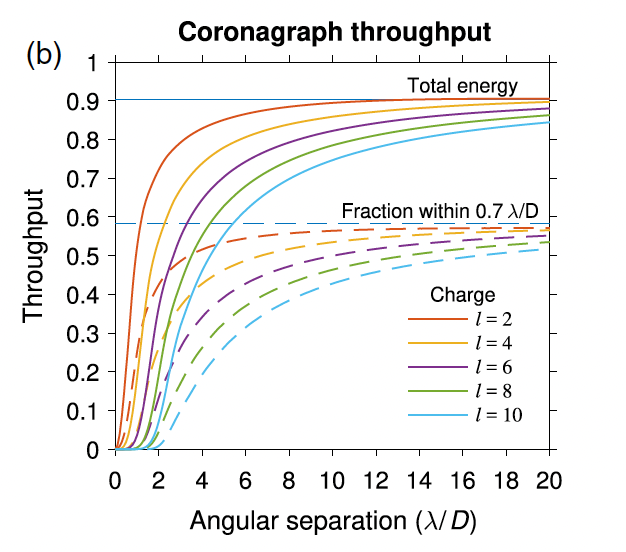 Coronagraph throughput
(b)
1
0.9
0.8
0.7
0.6
0.5
0.4
0.3
0.2
0.1
0
Throughput
Total energy
Fraction within 0.7 λ/D
Charge
l = 2
l = 4
l = 6
l = 8
l = 10
0 2 4 6 8 10 12 14 16 18 20
Angular separation (λ/D)